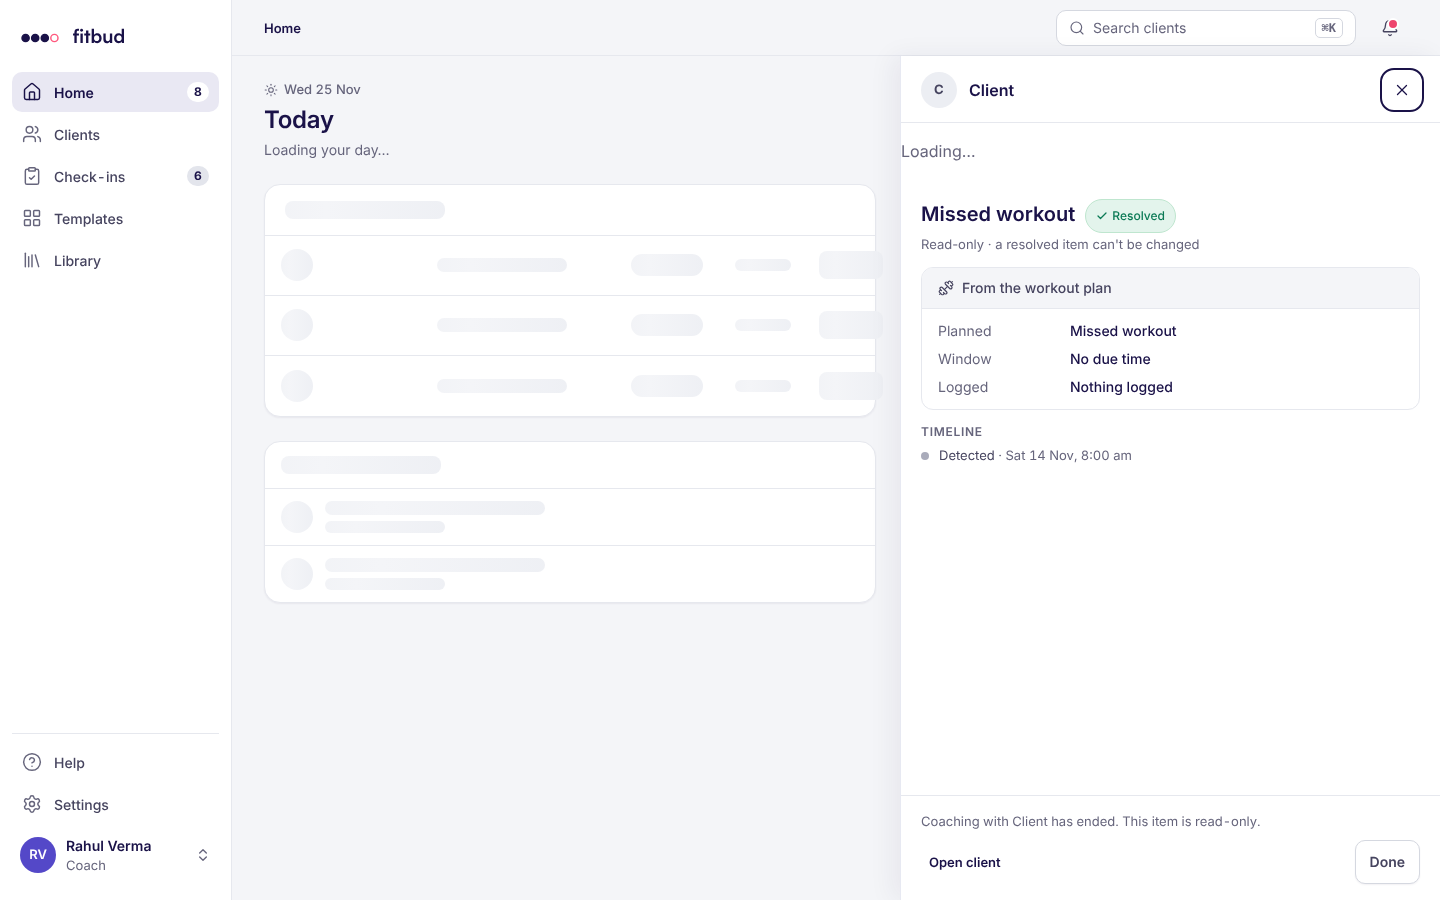 fitbud
Home 8
Clients
Check-ins 6
Templates
Library
Help
Settings
RV Rahul Verma
Coach
Home
Search clients ⌘K
Wed 25 Nov
Today
Loading your day...
C Client
Loading...
Missed workout Resolved
Read-only · a resolved item can't be changed
From the workout plan
Planned Missed workout
Window No due time
Logged Nothing logged
TIMELINE
Detected · Sat 14 Nov, 8:00 am
Coaching with Client has ended. This item is read-only.
Open client Done